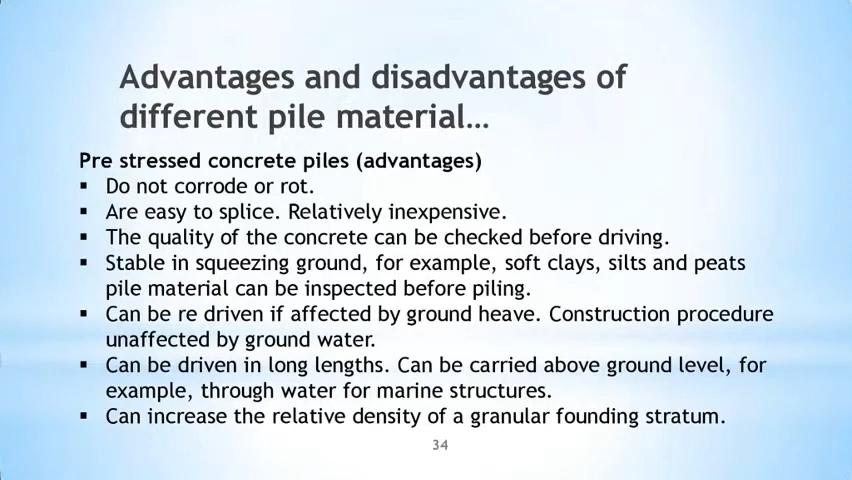 Advantages and disadvantages of
different pile material…
Pre stressed concrete piles (advantages)
▪ Do not corrode or rot.
▪ Are easy to splice. Relatively inexpensive.
▪ The quality of the concrete can be checked before driving.
▪ Stable in squeezing ground, for example, soft clays, silts and peats
pile material can be inspected before piling.
▪ Can be re driven if affected by ground heave. Construction procedure
unaffected by ground water.
▪ Can be driven in long lengths. Can be carried above ground level, for
example, through water for marine structures.
▪ Can increase the relative density of a granular founding stratum.
34